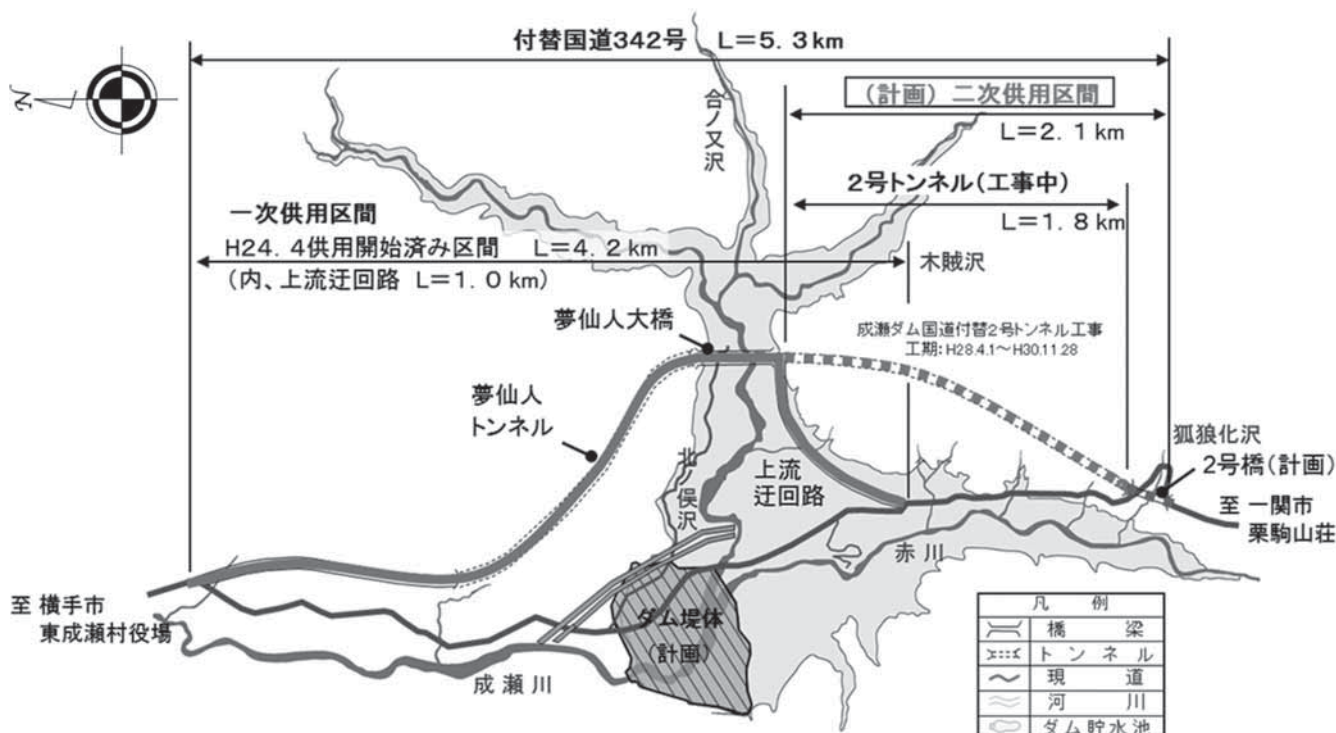 付替国道342号 L=5.3km
N
(計画)二次供用区間
L=2.1km
合ノ又沢
2号トンネル(工事中)
L=1.8km
一次供用区間
H24.4供用開始済み区間 L=4.2km
(内、上流迂回路 L=1.0km)
木賊沢
夢仙人大橋
成瀬ダム国道付替2号トンネル工事
工期:H28.4.1～H30.11.28
夢仙人
トンネル
狐狼化沢
2号橋(計画)
北ノ俣沢
上流
迂回路
至 一関市
栗駒山荘
赤川
至 横手市
東成瀬村役場
ダム堤体
(計画)
成瀬川
凡例
橋梁
トンネル
現道
河川
ダム貯水池